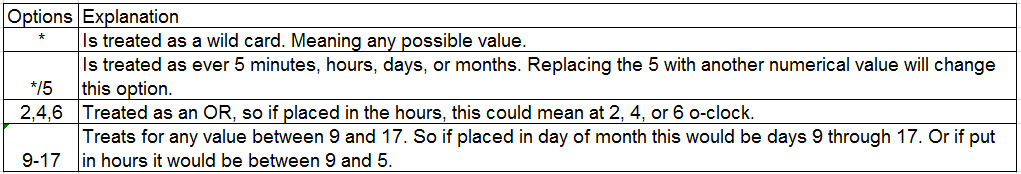 Options Explanation
* Is treated as a wild card. Meaning any possible value.
Is treated as ever 5 minutes, hours, days, or months. Replacing the 5 with another numerical value will change
*/5 this option.
2,4,6 Treated as an OR, so if placed in the hours, this could mean at 2, 4, or 6 o-clock.
Treats for any value between 9 and 17. So if placed in day of month this would be days 9 through 17. Or if put
9-17 in hours it would be between 9 and 5.